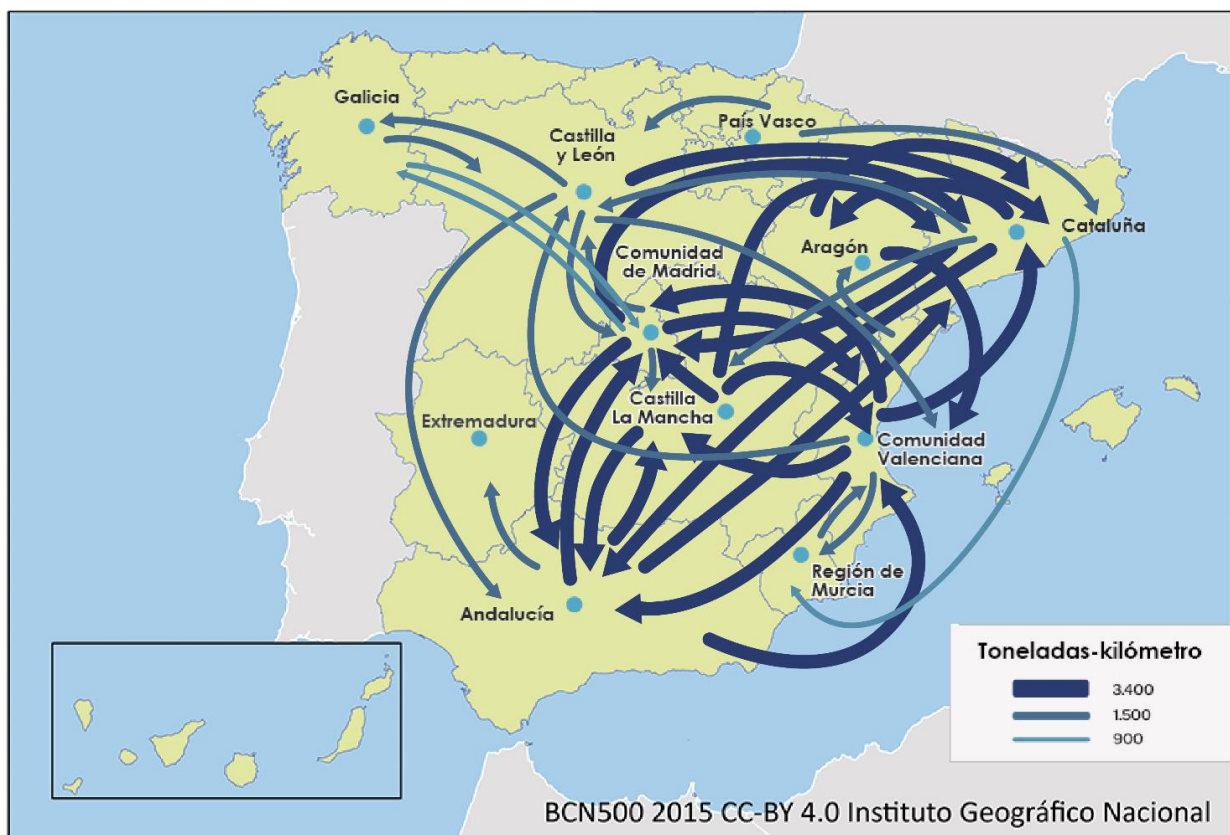 Galicia
Castilla
y León
País Vasco
Cataluña
Aragón
Comunidad
de Madrid
Castilla
La Mancha
Extremadura
Comunidad
Valenciana
Región de
Murcia
Andalucía
Toneladas-kilómetro
3.400
1.500
900
BCN500 2015 CC-BY 4.0 Instituto Geográfico Nacional